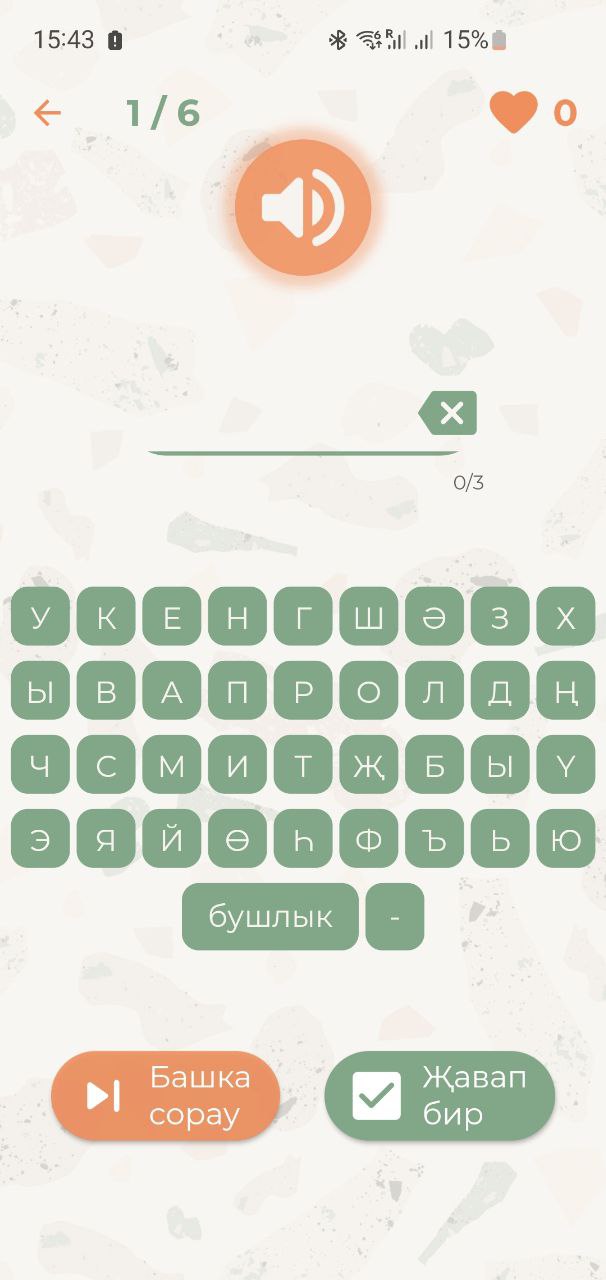 15:43 R 15%
1 / 6 0
0/3
У К Е Н Г Ш Ә З Х
Ы В А П Р О Л Д Ң
Ч С М И Т Җ Б Ы Ү
Э Я Й Ө Һ Ф Ъ Ь Ю
бушлык -
Башка
сорау
Җавап
бир